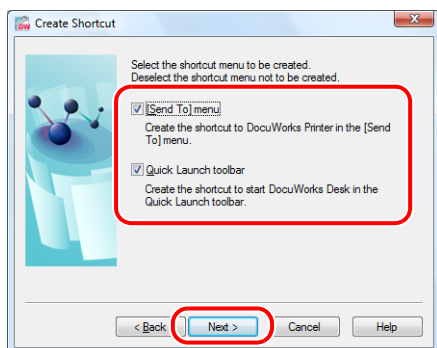 Create Shortcut
Select the shortcut menu to be created.
Deselect the shortcut menu not to be created.
[Send To] menu
Create the shortcut to DocuWorks Printer in the [Send
To] menu.
Quick Launch toolbar
Create the shortcut to start DocuWorks Desk in the
Quick Launch toolbar.
< Back
Next >
Cancel
Help